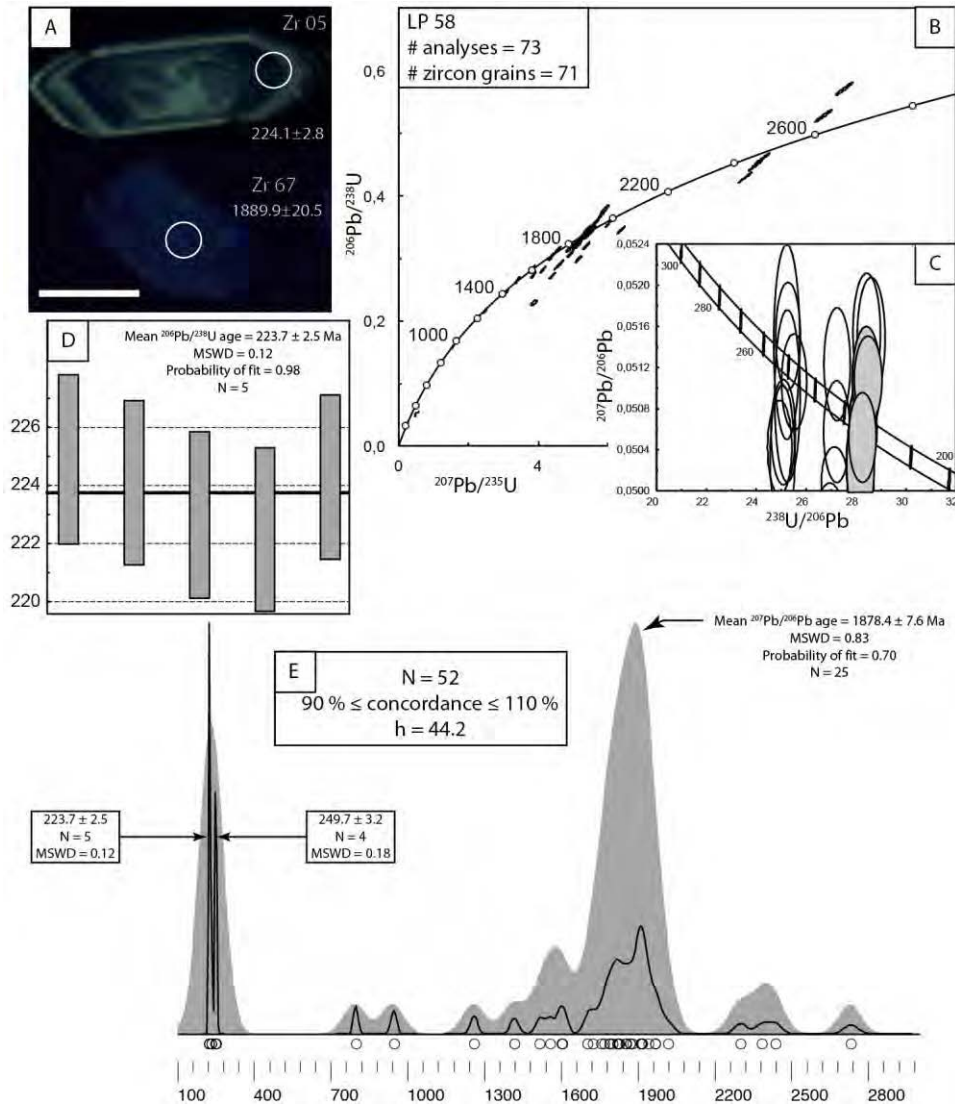 A
Zr 05
224.1±2.8
Zr 67
1889.9±20.5
B
LP 58
# analyses = 73
# zircon grains = 71
0,6
0,4
0,2
0,0
²⁰⁶Pb/²³⁸U
1000
1400
1800
2200
2600
0
4
²⁰⁷Pb/²³⁵U
C
0,0524
0,0520
0,0516
0,0512
0,0508
0,0504
0,0500
²⁰⁷Pb/²⁰⁶Pb
300
280
260
200
20
22
24
26
28
30
32
²³⁸U/²⁰⁶Pb
D
Mean ²⁰⁶Pb/²³⁸U age = 223.7 ± 2.5 Ma
MSWD = 0.12
Probability of fit = 0.98
N = 5
226
224
222
220
E
N = 52
90 % ≤ concordance ≤ 110 %
h = 44.2
Mean ²⁰⁷Pb/²⁰⁶Pb age = 1878.4 ± 7.6 Ma
MSWD = 0.83
Probability of fit = 0.70
N = 25
223.7 ± 2.5
N = 5
MSWD = 0.12
249.7 ± 3.2
N = 4
MSWD = 0.18
100 400 700 1000 1300 1600 1900 2200 2500 2800